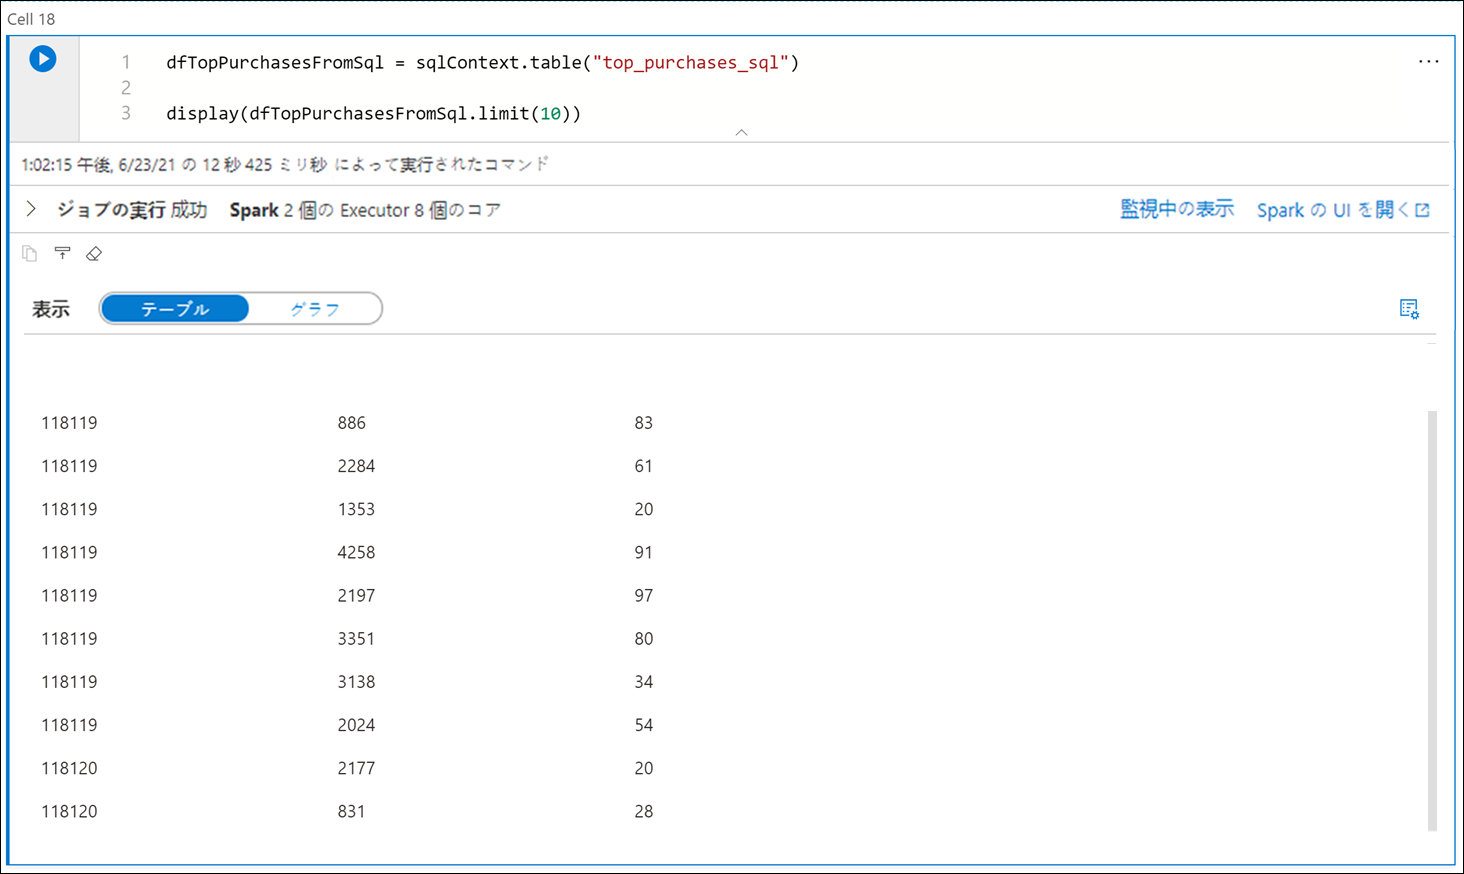 Cell 18
1 dfTopPurchasesFromSql = sqlContext.table("top_purchases_sql")
2
3 display(dfTopPurchasesFromSql.limit(10))
1:02:15 午後, 6/23/21 の 12 秒 425 ミリ秒 によって実行されたコマンド
ジョブの実行 成功 Spark 2 個の Executor 8 個のコア 監視中の表示 Spark の UI を開く
表示 テーブル グラフ
118119 886 83
118119 2284 61
118119 1353 20
118119 4258 91
118119 2197 97
118119 3351 80
118119 3138 34
118119 2024 54
118120 2177 20
118120 831 28